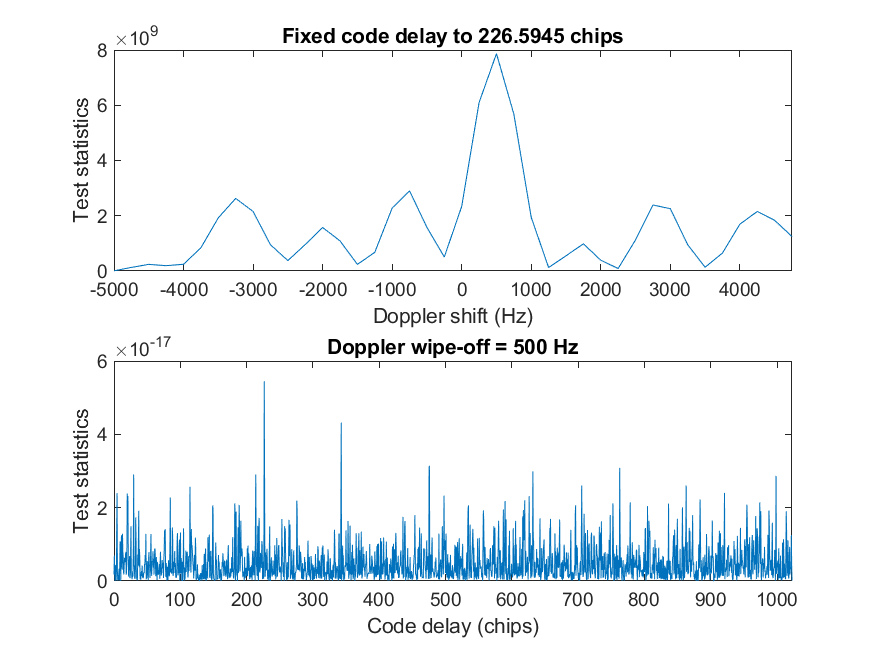 ×10^9
Fixed code delay to 226.5945 chips
8
6
4
2
0
Test statistics
-5000 -4000 -3000 -2000 -1000 0 1000 2000 3000 4000
Doppler shift (Hz)
×10^-17
Doppler wipe-off = 500 Hz
6
4
2
0
Test statistics
0 100 200 300 400 500 600 700 800 900 1000
Code delay (chips)